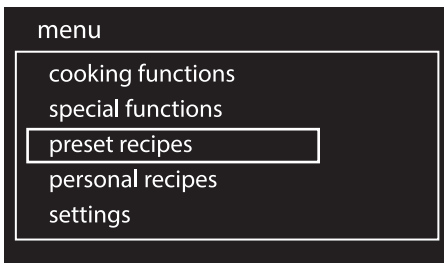 menu
cooking functions
special functions
preset recipes
personal recipes
settings